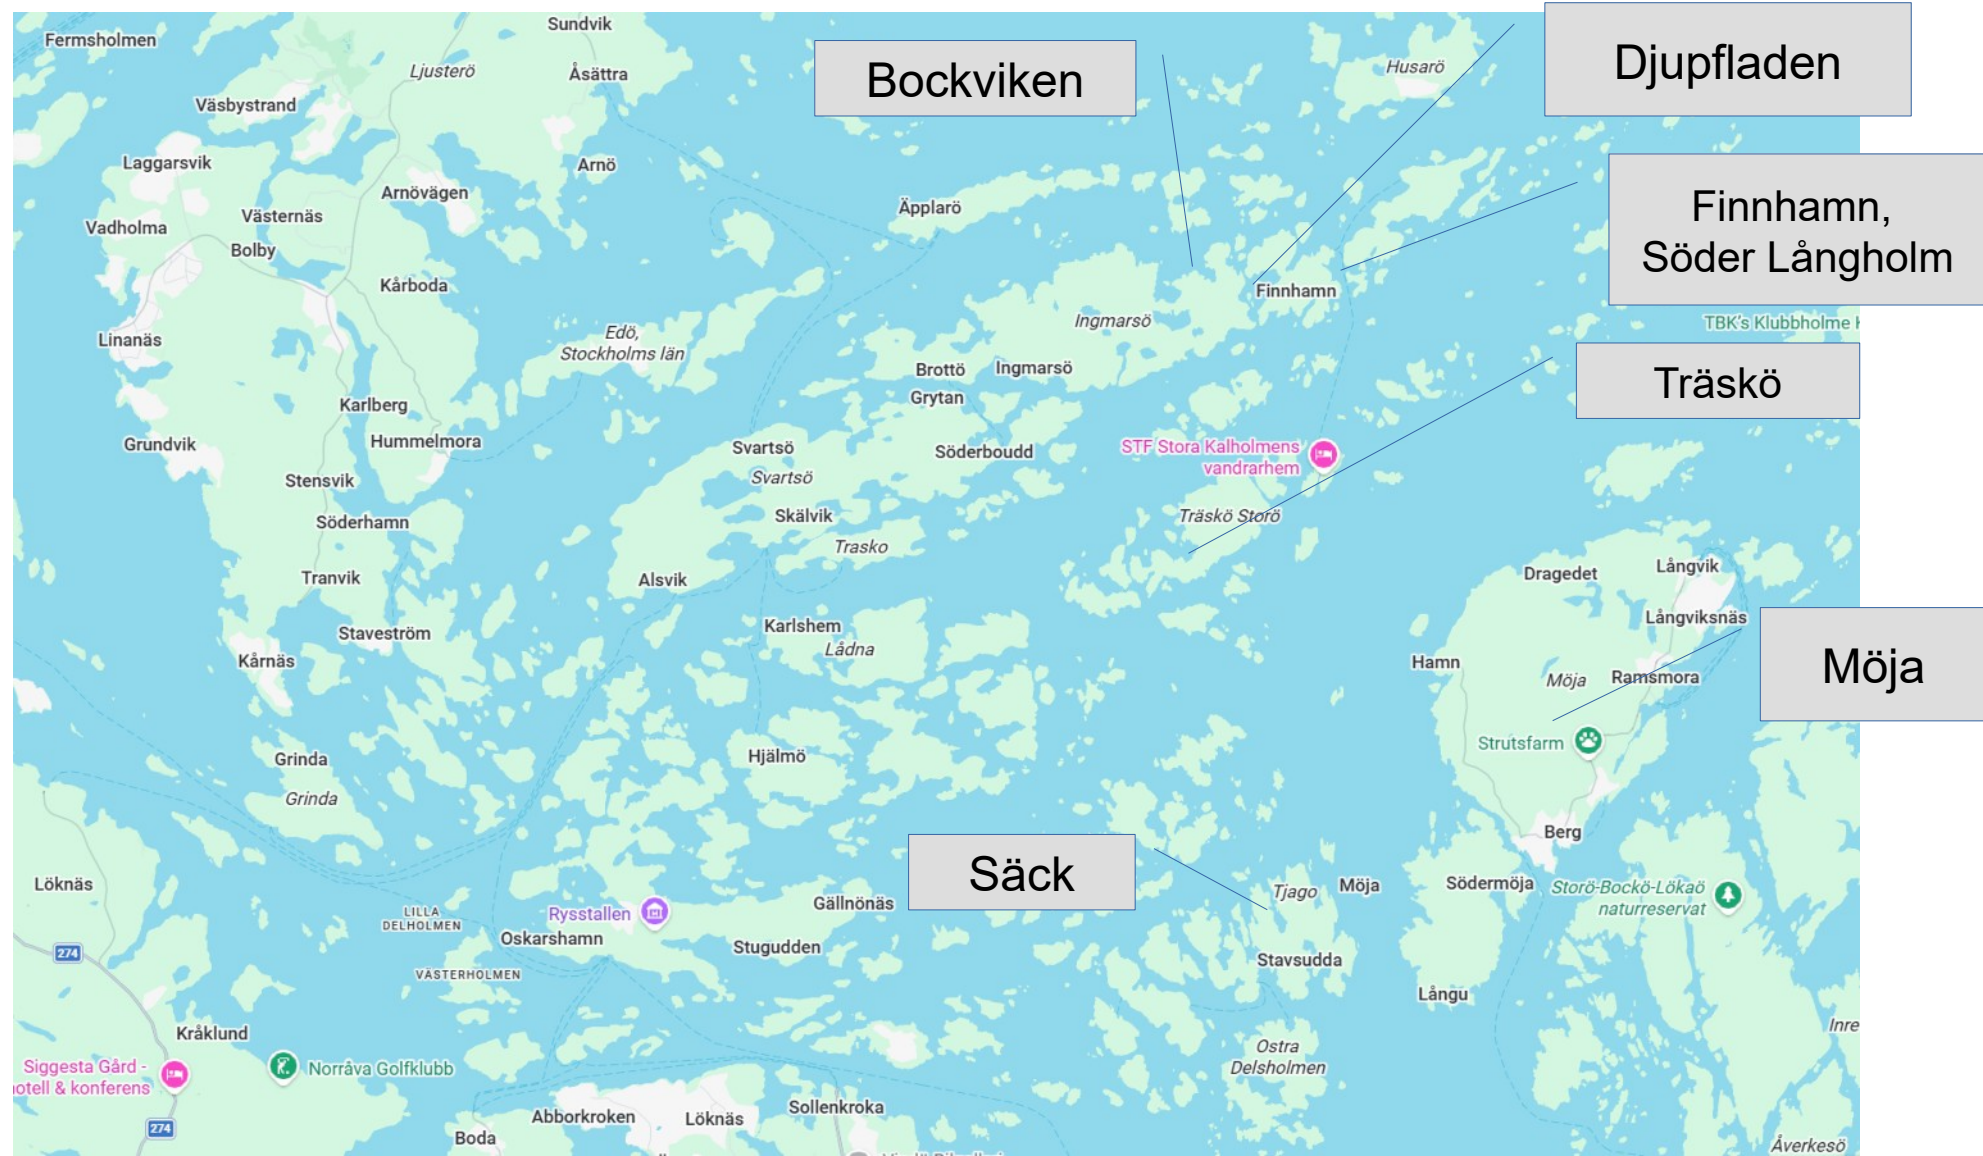 Sundvik
Fermsholmen
Ljusterö
Åsättra
Husarö
Bockviken
Djupfladen
Väsbystrand
Laggarsvik
Arnö
Arnövägen
Äpplarö
Västernäs
Vadholma
Bolby
Finnhamn,
Söder Långholm
Kårboda
Finnhamn
Ingmarsö
Linanäs
Edö,
Stockholms län
TBK's Klubbholme
Brottö
Ingmarsö
Träskö
Grytan
Karlberg
Grundvik
Hummelmora
Svartsö
Söderboudd
STF Stora Kalholmens
vandrarhem
Svartsö
Stensvik
Skälvik
Träskö Storö
Söderhamn
Trasko
Tranvik
Alsvik
Dragedet
Långvik
Långviksnäs
Karlshem
Staveström
Lådna
Kårnäs
Hamn
Möja
Ramsmora
Möja
Strutsfarm
Hjälmö
Grinda
Grinda
Berg
Säck
Löknäs
Tjago
Möja
Södermöja
Storö-Bockö-Lökaö
naturreservat
Gällnönäs
Rysstallen
LILLA
DELHOLMEN
Oskarshamn
Stugudden
274
Stavsudda
VÄSTERHOLMEN
Långu
Kråklund
Inre
Siggesta Gård -
otell & konferens
Norråva Golfklubb
Ostra
Delsholmen
Abborkroken
Löknäs
Sollenkroka
274
Boda
Åverkesö